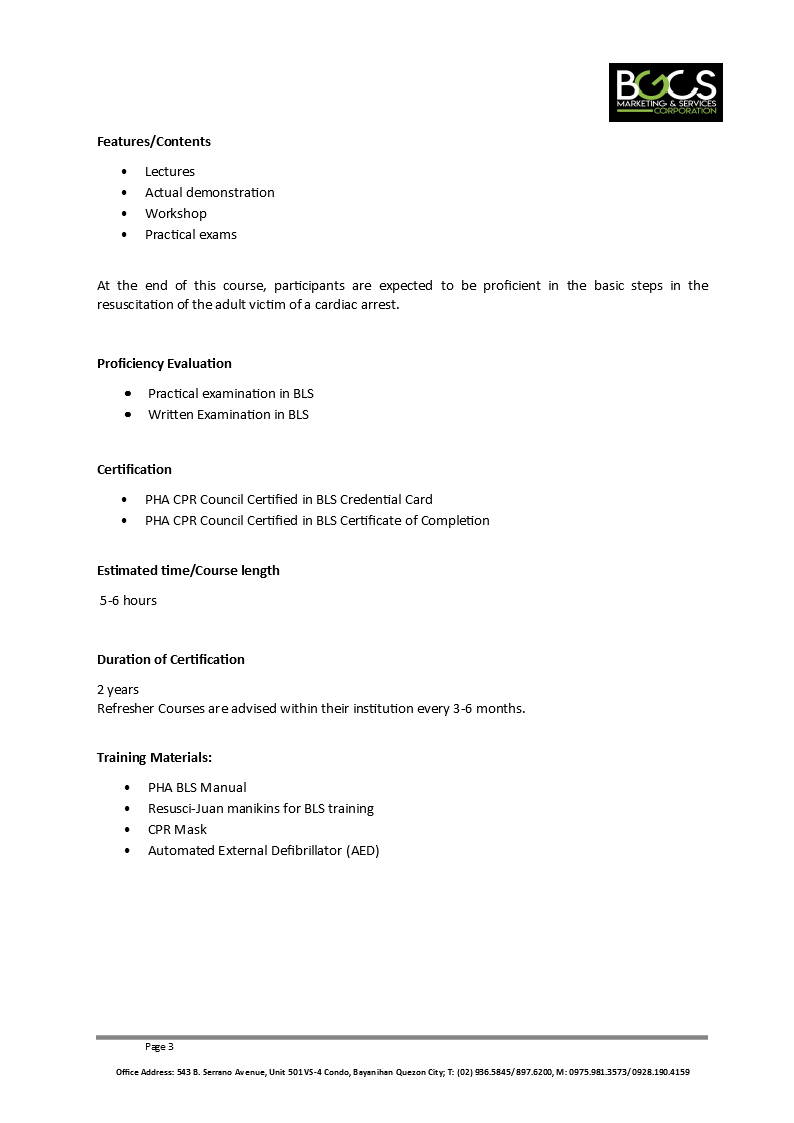 BGCS
MARKETING & SERVICES
CORPORATION
Features/Contents
• Lectures
• Actual demonstration
• Workshop
• Practical exams
At the end of this course, participants are expected to be proficient in the basic steps in the
resuscitation of the adult victim of a cardiac arrest.
Proficiency Evaluation
• Practical examination in BLS
• Written Examination in BLS
Certification
• PHA CPR Council Certified in BLS Credential Card
• PHA CPR Council Certified in BLS Certificate of Completion
Estimated time/Course length
5-6 hours
Duration of Certification
2 years
Refresher Courses are advised within their institution every 3-6 months.
Training Materials:
• PHA BLS Manual
• Resusci-Juan manikins for BLS training
• CPR Mask
• Automated External Defibrillator (AED)
Page 3
Office Address: 543 B. Serrano Avenue, Unit 501 VS-4 Condo, Bayanihan Quezon City; T: (02) 936.5845/ 897.6200, M: 0975.981.3573/ 0928.190.4159